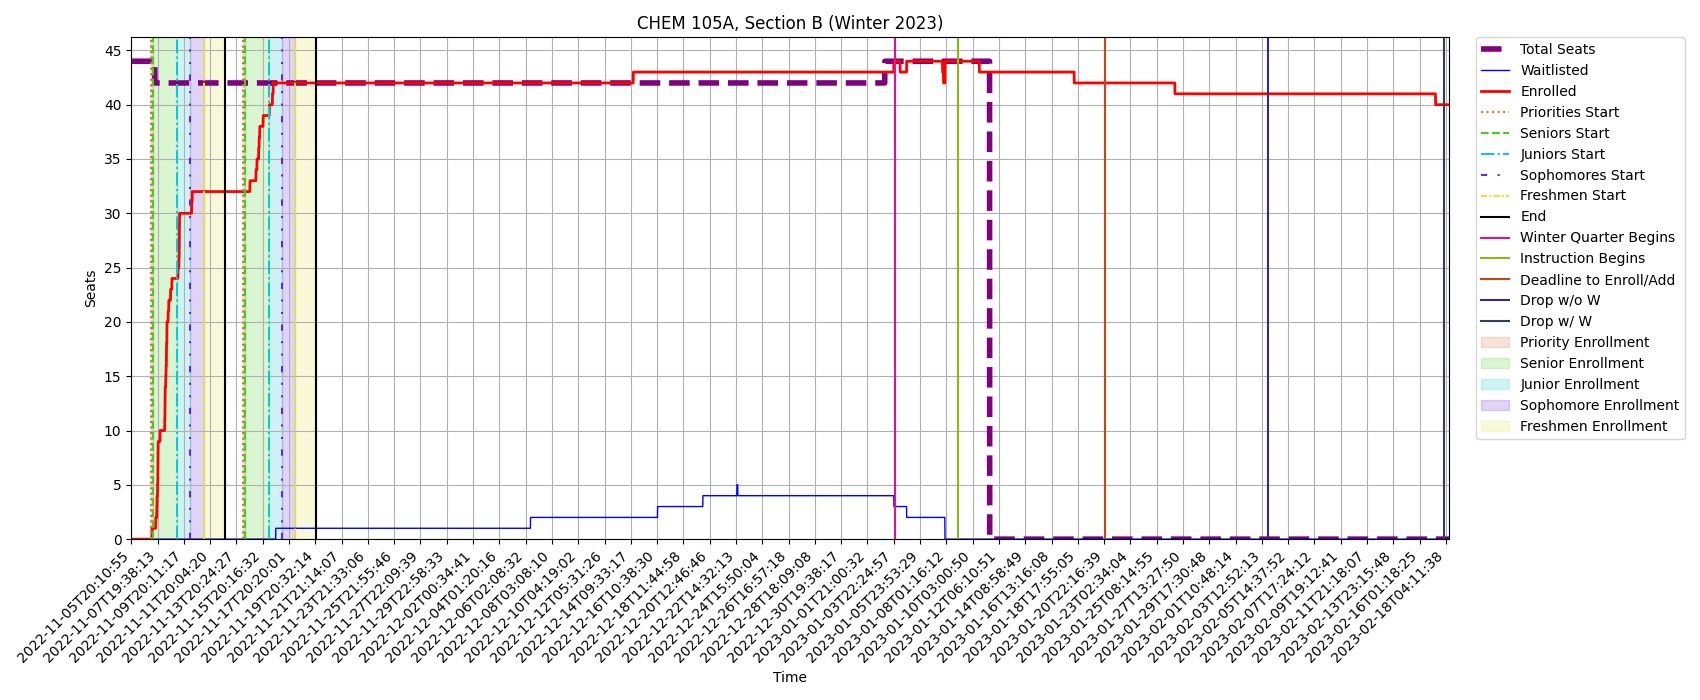 CHEM 105A, Section B (Winter 2023)
Seats
45
40
35
30
25
20
15
10
5
0
2022-11-05T20:10:55
2022-11-07T19:38:13
2022-11-09T20:11:17
2022-11-11T20:04:20
2022-11-13T20:24:27
2022-11-15T20:16:32
2022-11-17T20:20:01
2022-11-19T20:32:14
2022-11-21T21:14:07
2022-11-23T21:33:06
2022-11-25T21:55:46
2022-11-27T22:09:39
2022-11-29T22:58:33
2022-12-02T00:34:41
2022-12-04T01:20:16
2022-12-06T02:08:32
2022-12-08T03:08:10
2022-12-10T04:19:02
2022-12-12T05:31:26
2022-12-14T09:33:17
2022-12-16T10:38:30
2022-12-18T11:44:58
2022-12-20T12:46:46
2022-12-22T14:32:13
2022-12-24T15:50:04
2022-12-26T16:57:18
2022-12-28T18:09:08
2022-12-30T19:38:17
2023-01-01T21:00:32
2023-01-03T22:24:57
2023-01-05T23:53:29
2023-01-08T01:16:12
2023-01-10T03:00:50
2023-01-12T06:10:51
2023-01-14T08:58:49
2023-01-16T13:16:08
2023-01-18T17:55:05
2023-01-20T22:16:39
2023-01-23T02:34:04
2023-01-25T08:14:55
2023-01-27T13:27:50
2023-01-29T17:30:48
2023-02-01T10:48:14
2023-02-03T12:52:13
2023-02-05T14:37:52
2023-02-07T17:24:12
2023-02-09T19:12:41
2023-02-11T21:18:07
2023-02-13T23:15:48
2023-02-16T01:18:25
2023-02-18T04:11:38
Time
Total Seats
Waitlisted
Enrolled
Priorities Start
Seniors Start
Juniors Start
Sophomores Start
Freshmen Start
End
Winter Quarter Begins
Instruction Begins
Deadline to Enroll/Add
Drop w/o W
Drop w/ W
Priority Enrollment
Senior Enrollment
Junior Enrollment
Sophomore Enrollment
Freshmen Enrollment